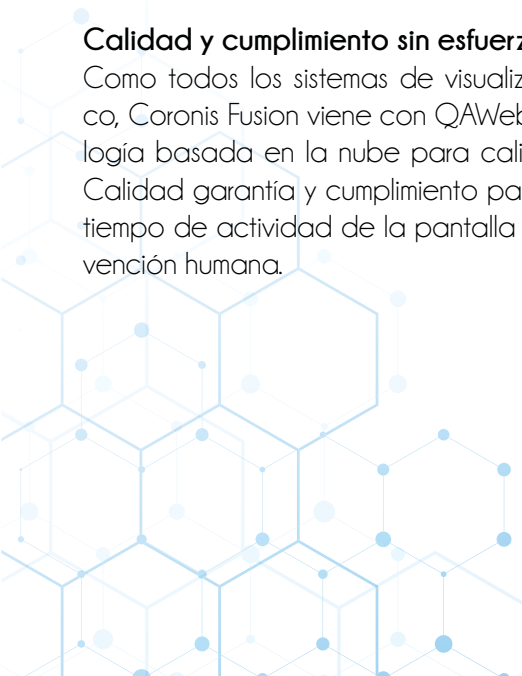 Calidad y cumplimiento sin esfuerz
Como todos los sistemas de visualiz
co, Coronis Fusion viene con QAWeb
logía basada en la nube para cali
Calidad garantía y cumplimiento pa
tiempo de actividad de la pantalla
vención humana.